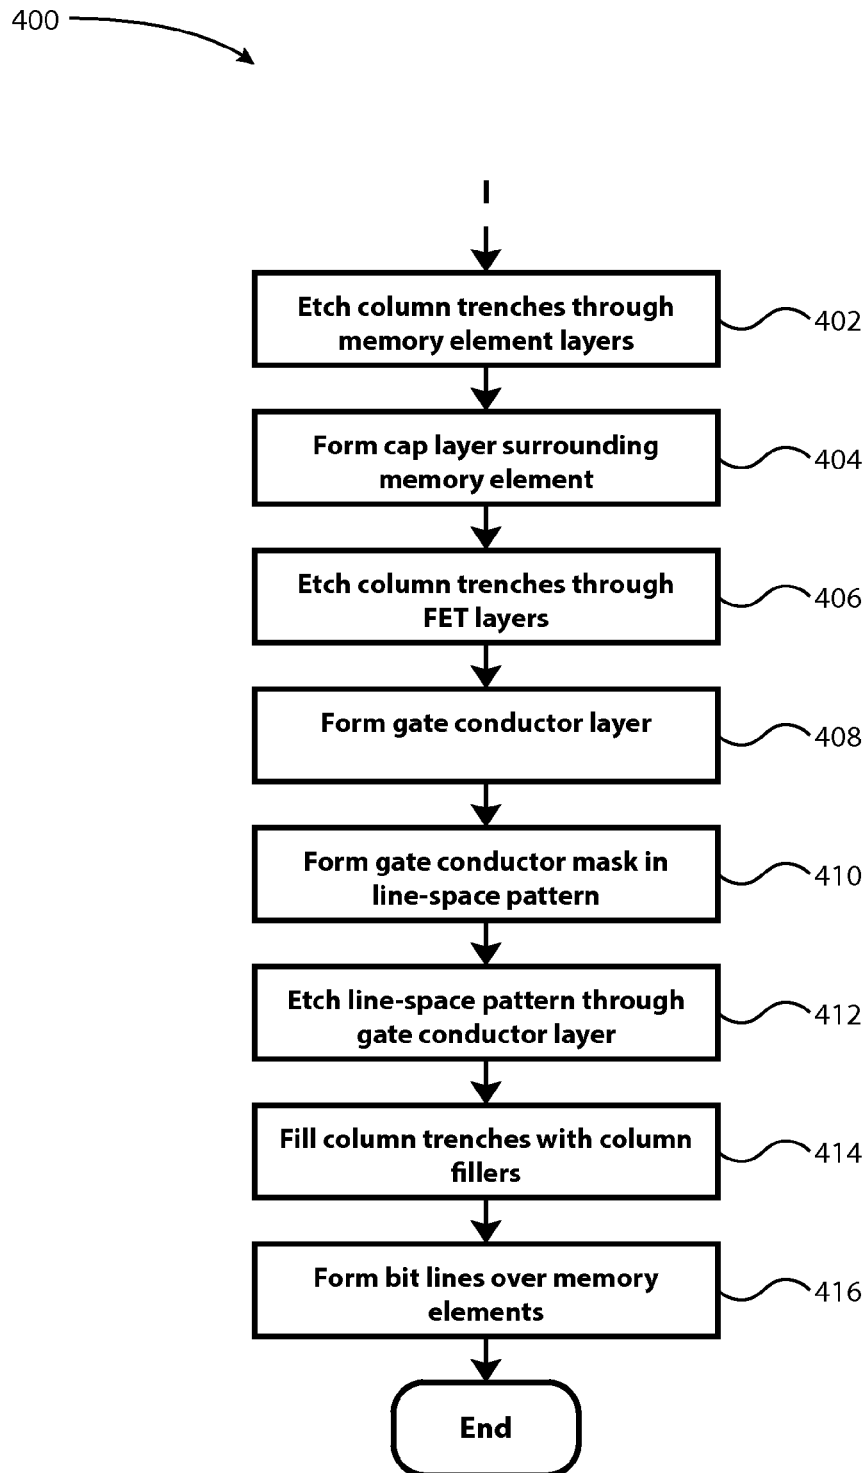 400
Etch column trenches through
memory element layers
402
Form cap layer surrounding
memory element
404
Etch column trenches through
FET layers
406
Form gate conductor layer
408
Form gate conductor mask in
line-space pattern
410
Etch line-space pattern through
gate conductor layer
412
Fill column trenches with column
fillers
414
Form bit lines over memory
elements
416
End